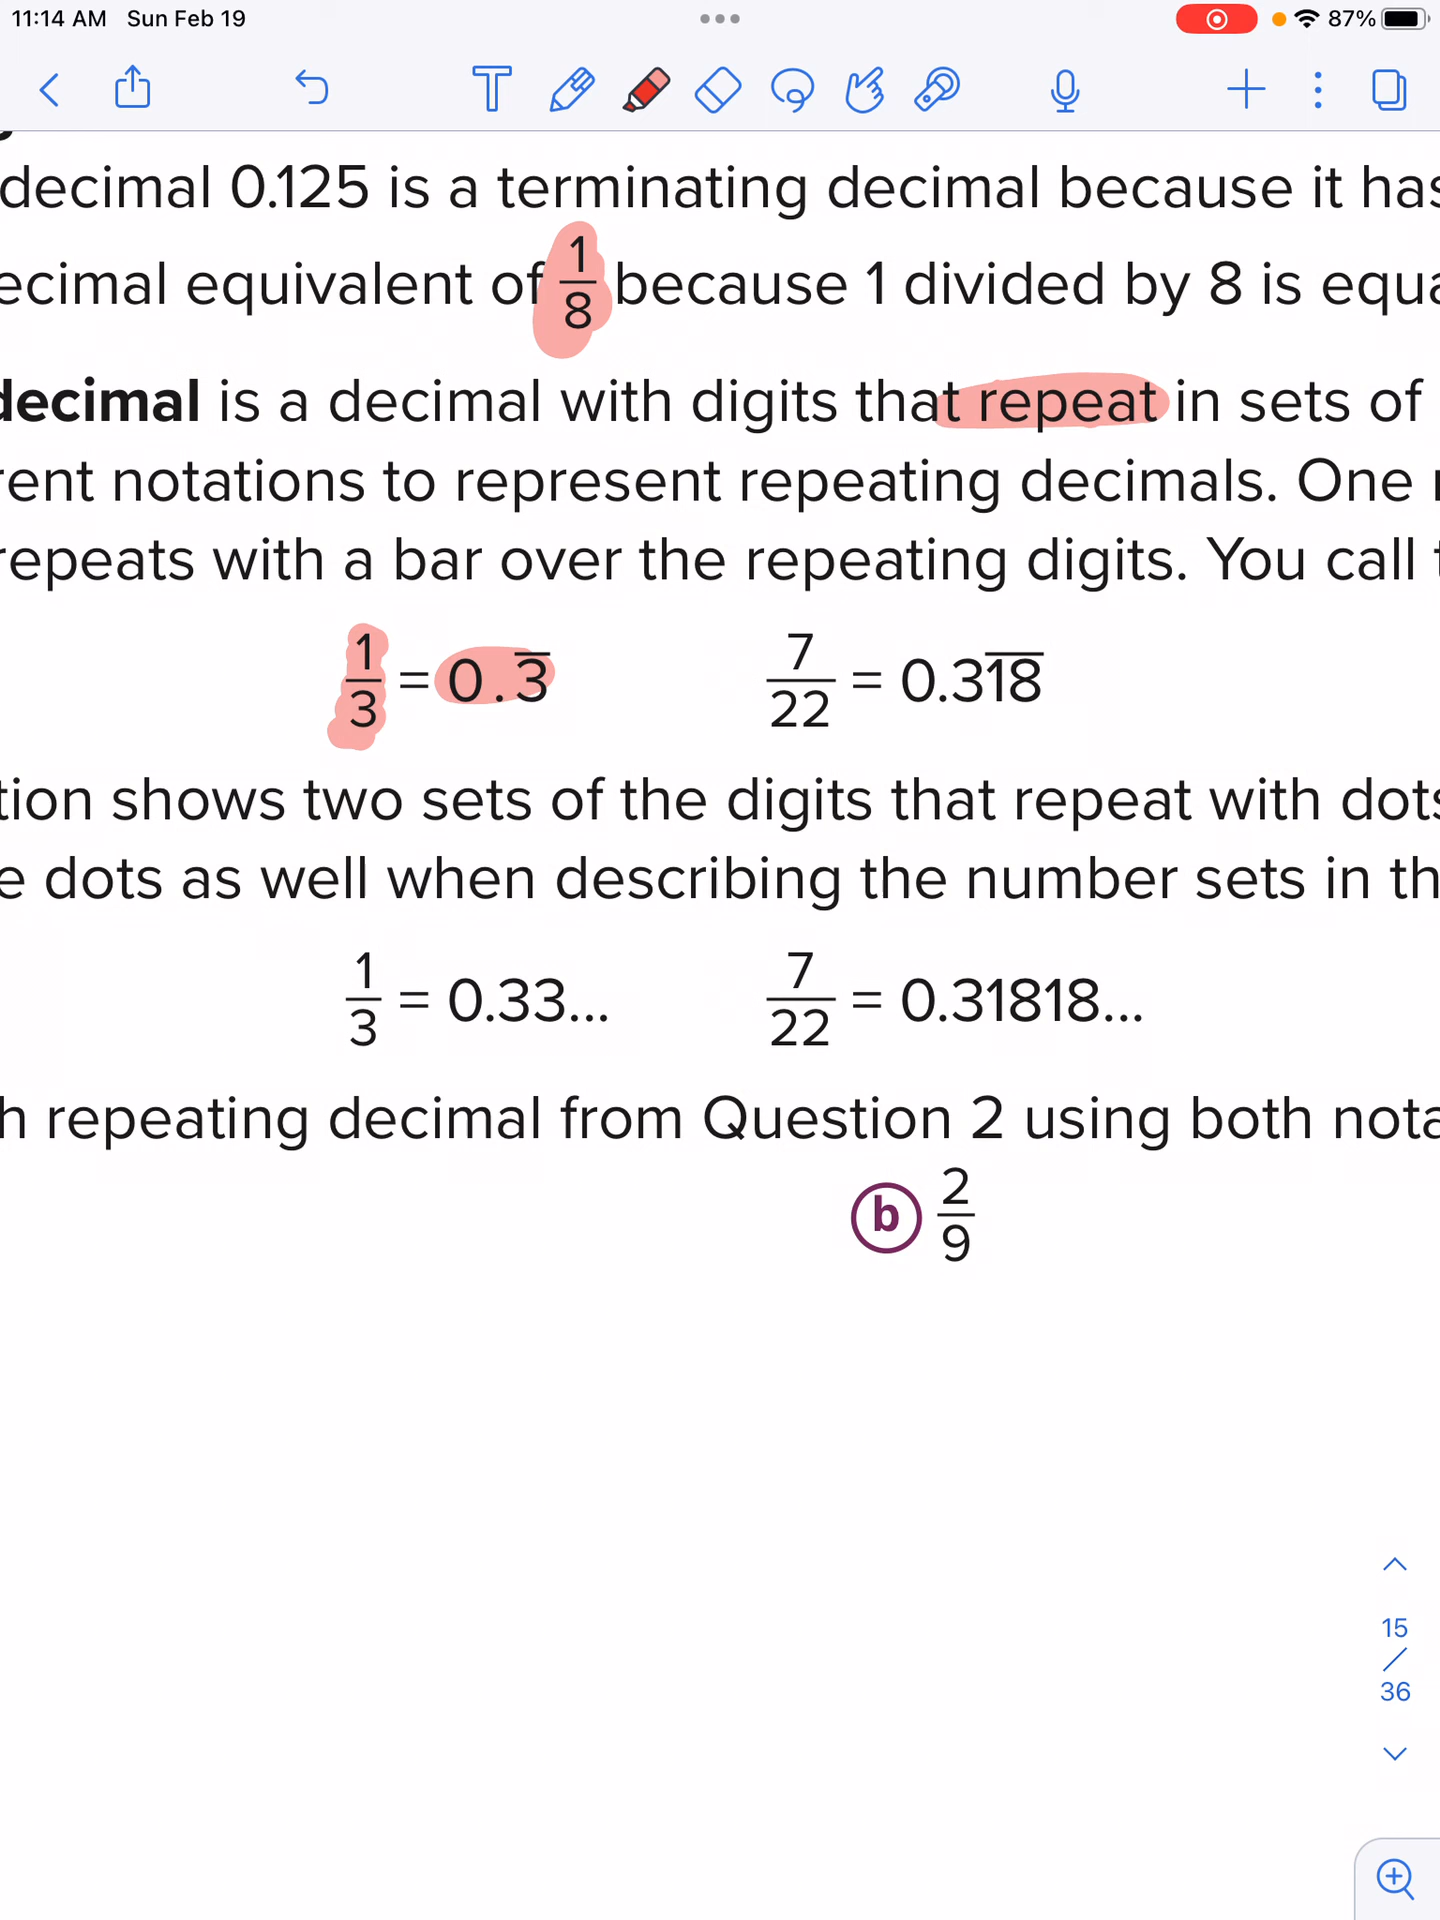 11:14 AM Sun Feb 19
87%
decimal 0.125 is a terminating decimal because it has
ecimal equivalent of 1/8 because 1 divided by 8 is equa
decimal is a decimal with digits that repeat in sets of
rent notations to represent repeating decimals. One
repeats with a bar over the repeating digits. You call t
1/3 = 0.3̅ 7/22 = 0.31̅8̅
tion shows two sets of the digits that repeat with dots
e dots as well when describing the number sets in th
1/3 = 0.33... 7/22 = 0.31818...
h repeating decimal from Question 2 using both nota
b 2/9
15
/
36